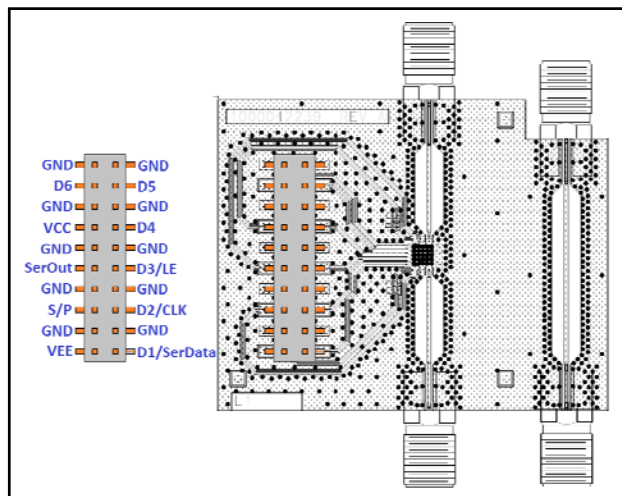 GND GND
D6 D5
GND GND
VCC D4
GND GND
SerOut D3/LE
GND GND
S/P D2/CLK
GND GND
VEE D1/SerData